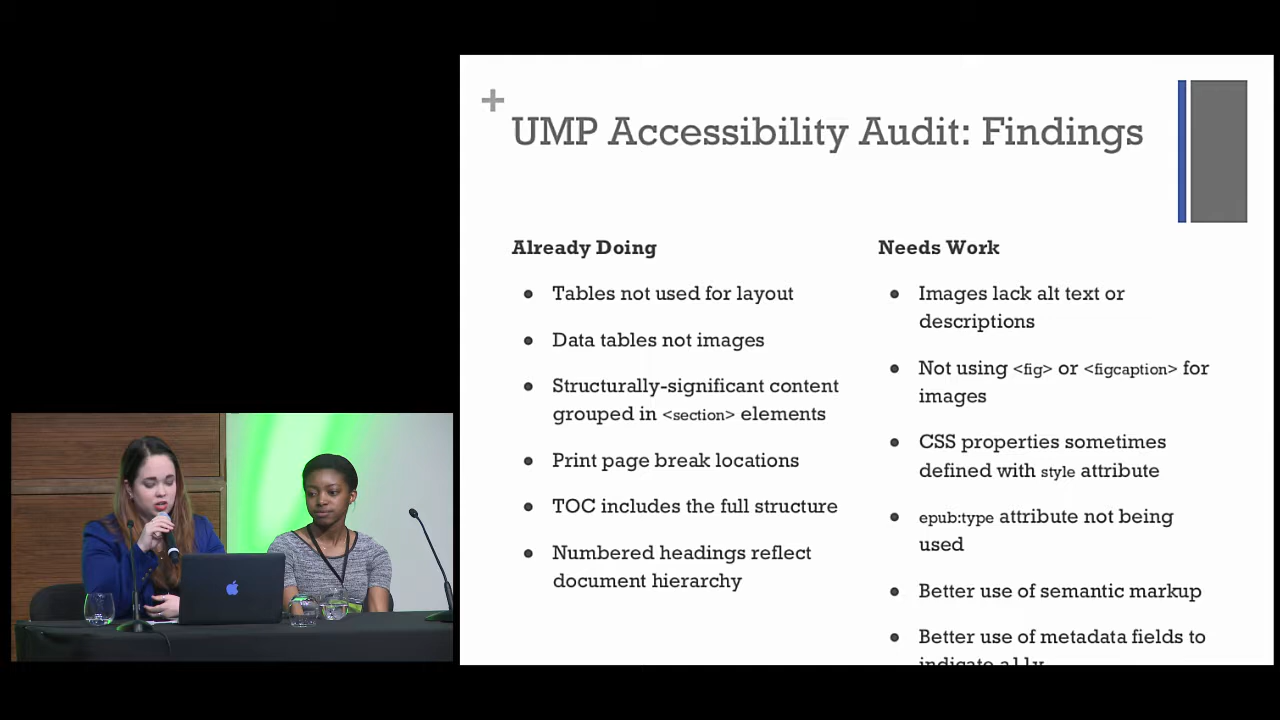 +
UMP Accessibility Audit: Findings
Already Doing
● Tables not used for layout
● Data tables not images
● Structurally-significant content
grouped in <section> elements
● Print page break locations
● TOC includes the full structure
● Numbered headings reflect
document hierarchy
Needs Work
● Images lack alt text or
descriptions
● Not using <fig> or <figcaption> for
images
● CSS properties sometimes
defined with style attribute
● epub:type attribute not being
used
● Better use of semantic markup
● Better use of metadata fields to
indicate a11y